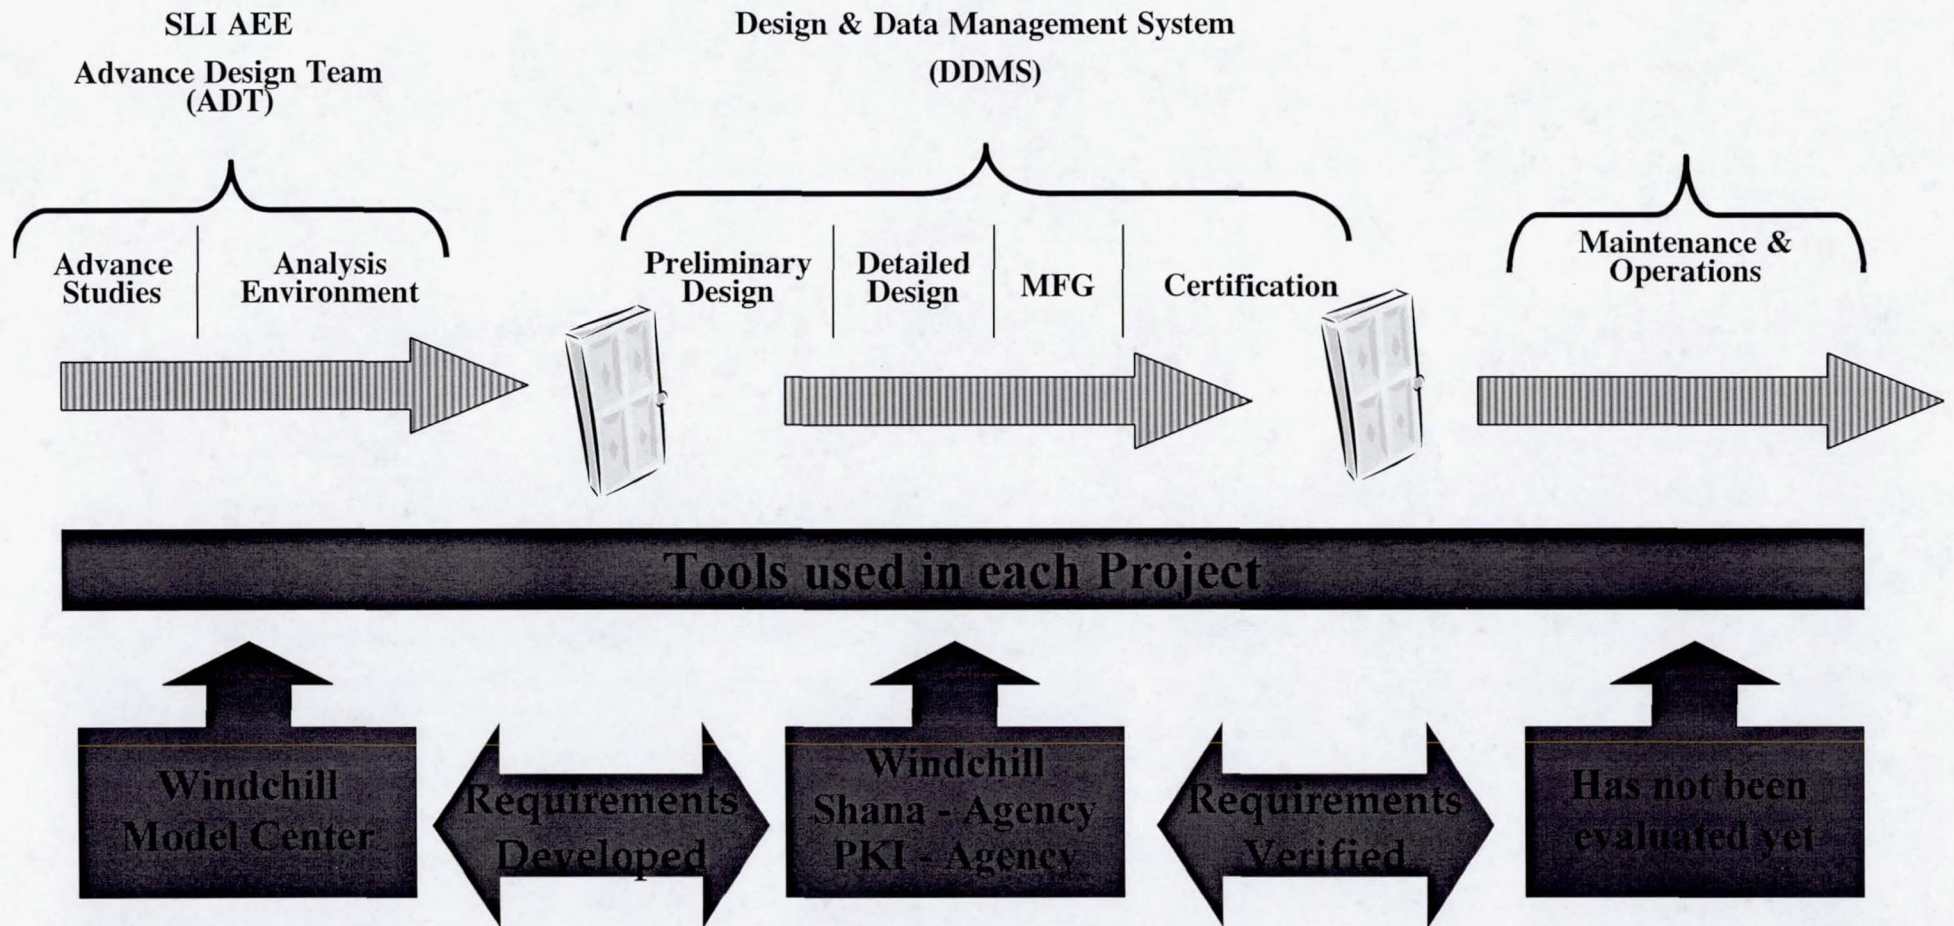 SLI AEE
Advance Design Team
(ADT)
Design & Data Management System
(DDMS)
Advance
Studies
Analysis
Environment
Preliminary
Design
Detailed
Design
MFG
Certification
Maintenance &
Operations
Tools used in each Project
Windchill
Model Center
Requirements
Developed
Windchill
Shana - Agency
PKI - Agency
Requirements
Verified
Has not been
evaluated yet